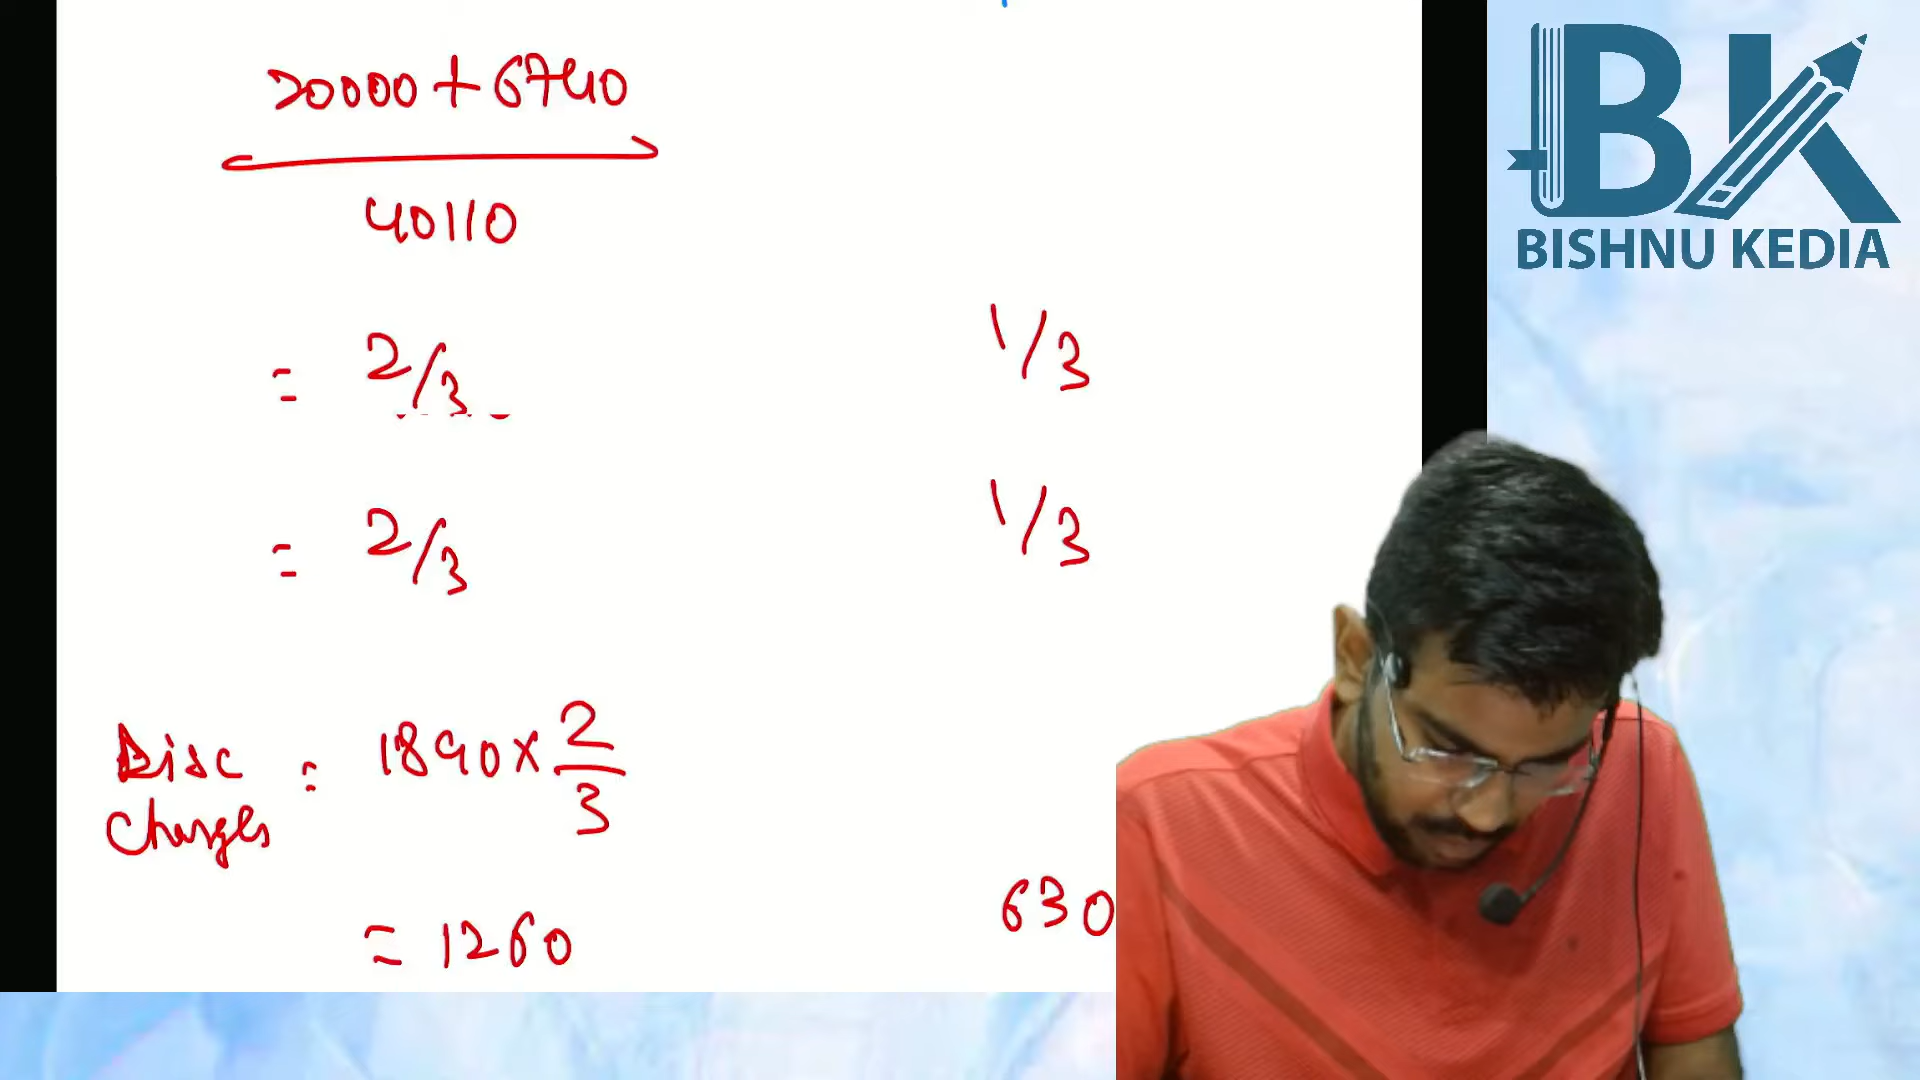 20000 + 6740
40110
= 2/3
1/3
= 2/3
1/3
Disc Charges = 1890 × 2/3
= 1260
630
BK
BISHNU KEDIA